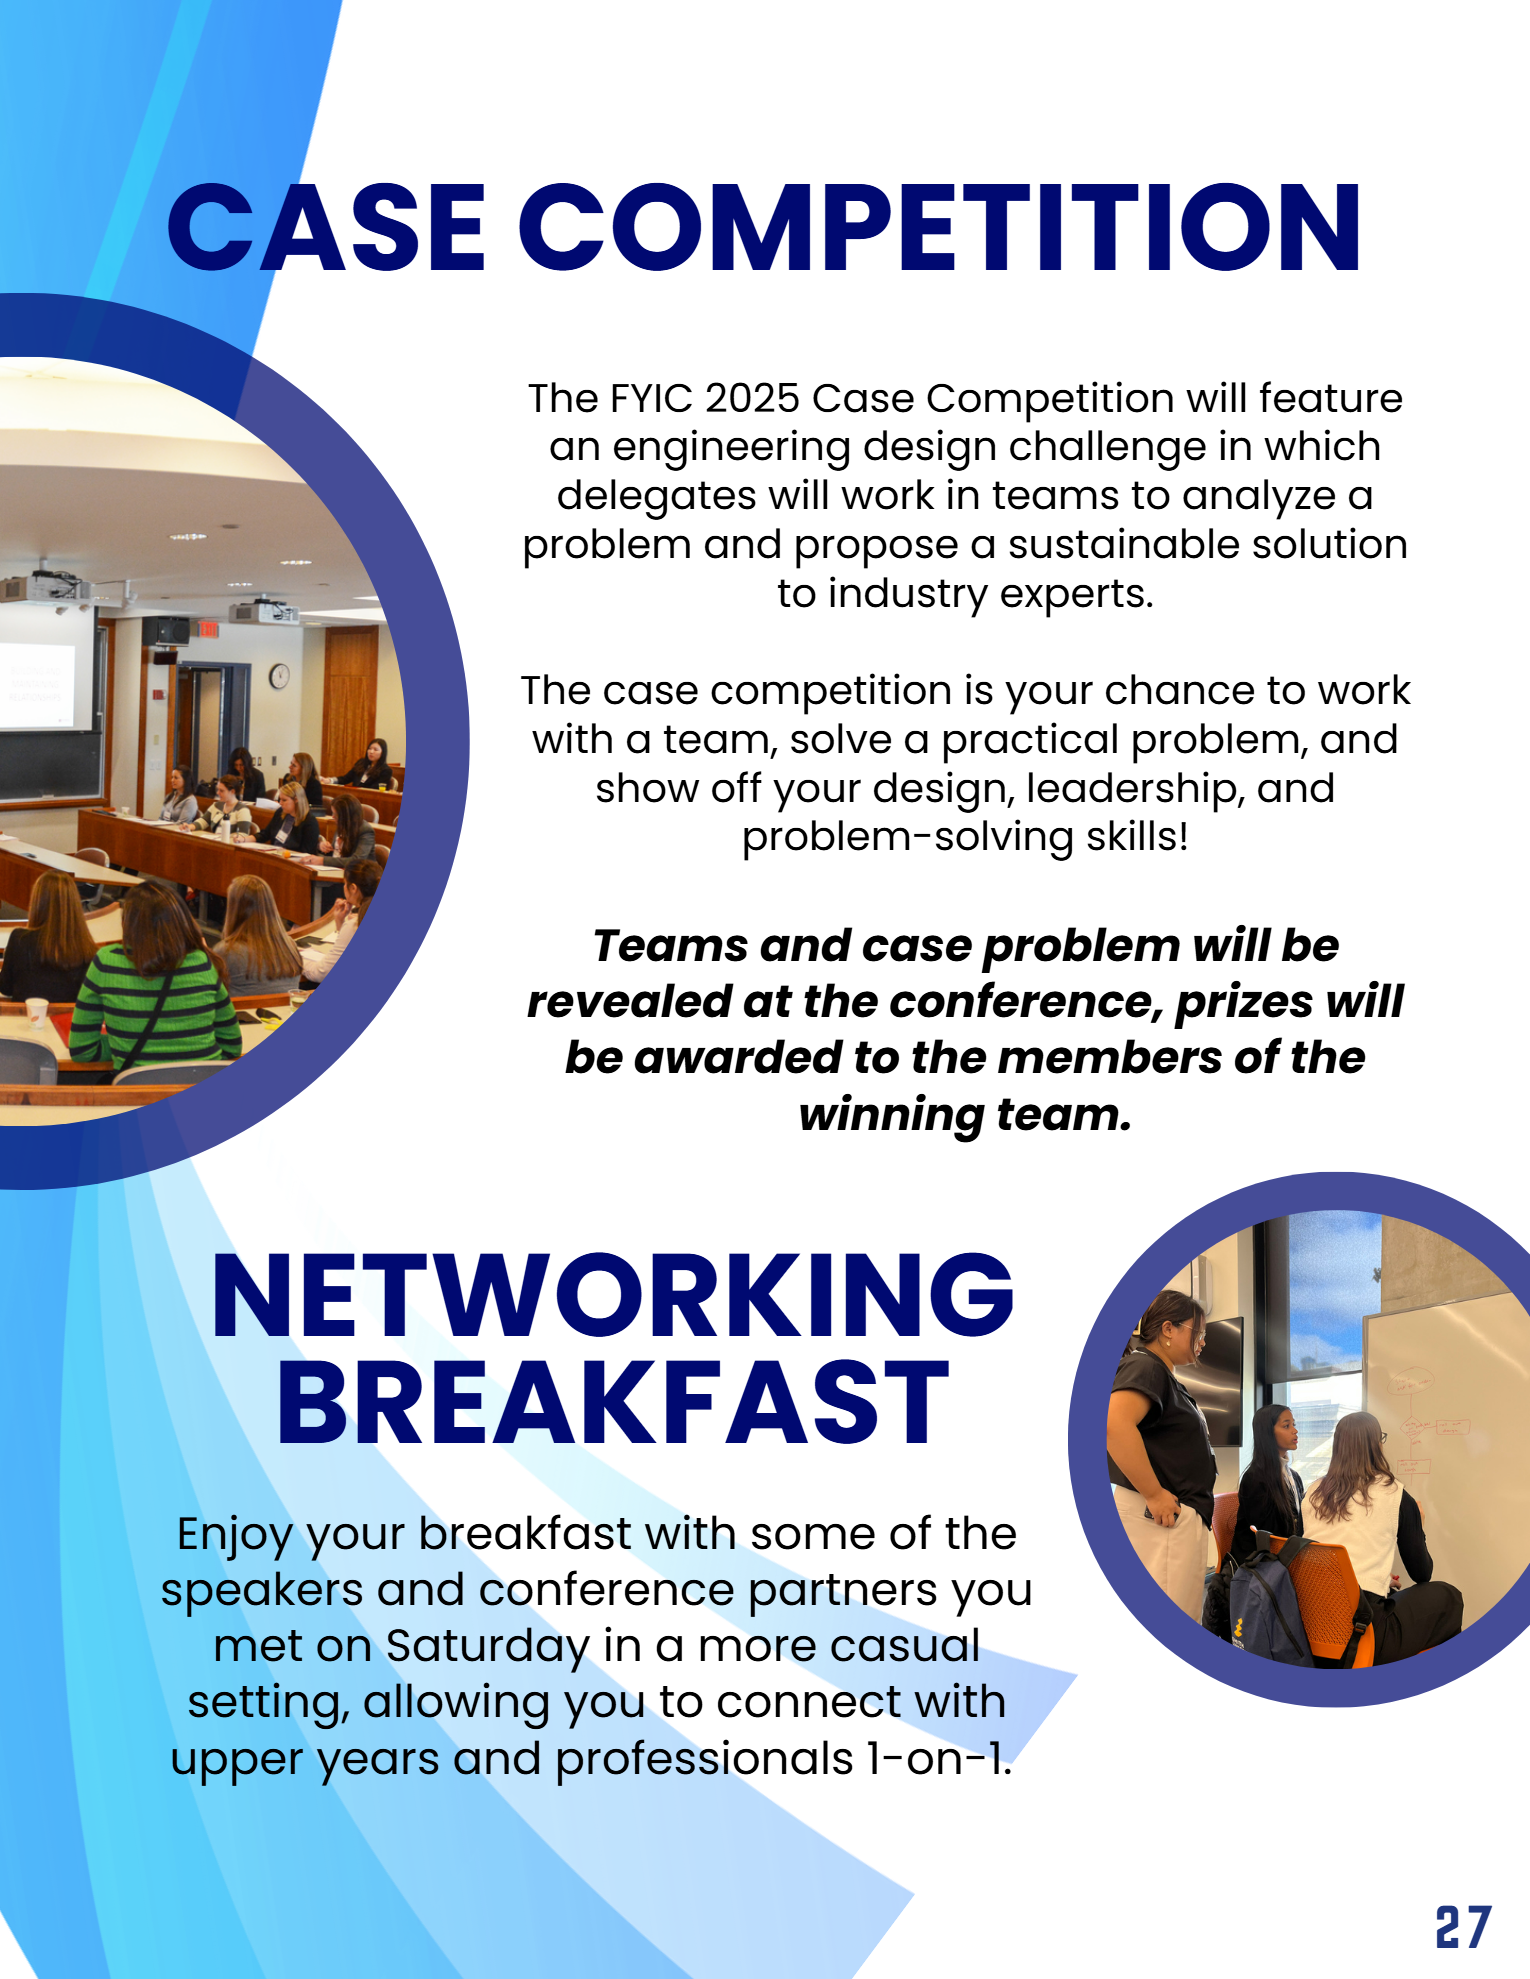 CASE COMPETITION
The FYIC 2025 Case Competition will feature
an engineering design challenge in which
delegates will work in teams to analyze a
problem and propose a sustainable solution
to industry experts.
The case competition is your chance to work
with a team, solve a practical problem, and
show off your design, leadership, and
problem-solving skills!
Teams and case problem will be
revealed at the conference, prizes will
be awarded to the members of the
winning team.
NETWORKING
BREAKFAST
Enjoy your breakfast with some of the
speakers and conference partners you
met on Saturday in a more casual
setting, allowing you to connect with
upper years and professionals 1-on-1.
27